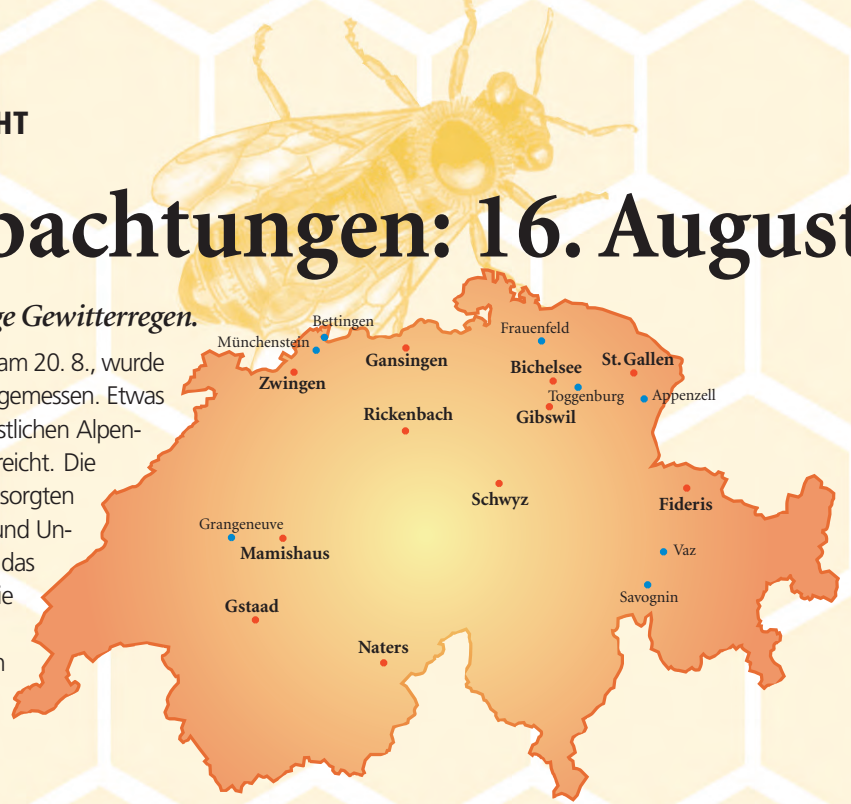 HT
bachtungen: 16. August
ge Gewitterregen.
am 20. 8., wurde
gemessen. Etwas
stlichen Alpen-
reicht. Die
sorgten
und Un-
das
ie
n
Bettingen
Münchenstein
Zwingen
Gansingen
Frauenfeld
Bichelsee
St. Gallen
Toggenburg
Appenzell
Gibswil
Rickenbach
Schwyz
Fideris
Grangeneuve
Mamishaus
Vaz
Savognin
Gstaad
Naters